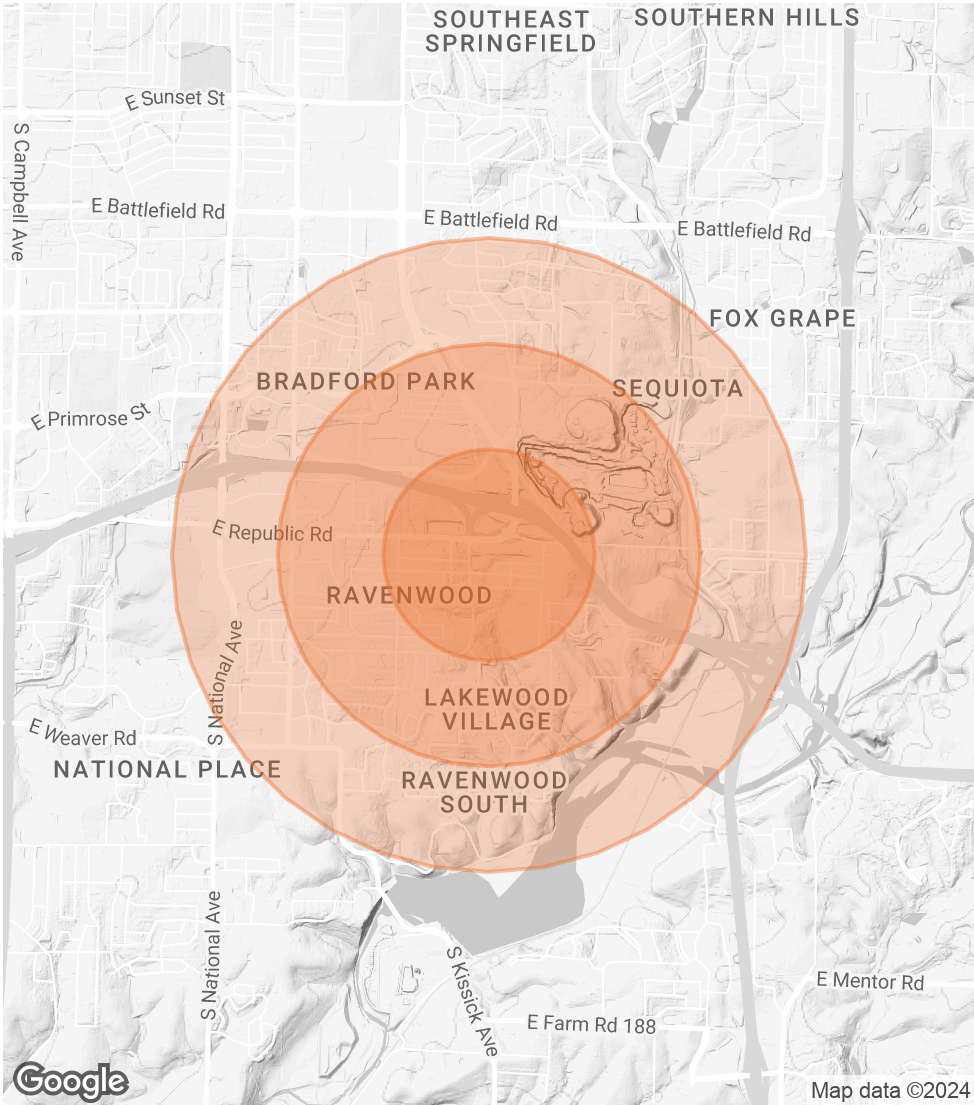 SOUTHEAST
SPRINGFIELD
SOUTHERN HILLS
E Sunset St
S Campbell Ave
E Battlefield Rd
E Battlefield Rd
E Battlefield Rd
FOX GRAPE
BRADFORD PARK
SEQUIOTA
E Primrose St
E Republic Rd
RAVENWOOD
S National Ave
LAKEWOOD
VILLAGE
E Weaver Rd
NATIONAL PLACE
RAVENWOOD
SOUTH
S National Ave
S Kissick Ave
E Mentor Rd
E Farm Rd 188
Google
Map data ©2024